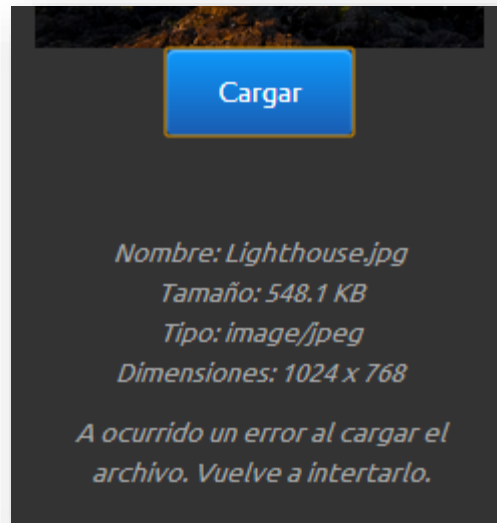 Cargar
Nombre: Lighthouse.jpg
Tamaño: 548.1 KB
Tipo: image/jpeg
Dimensiones: 1024 x 768
A ocurrido un error al cargar el
archivo. Vuelve a intertarlo.